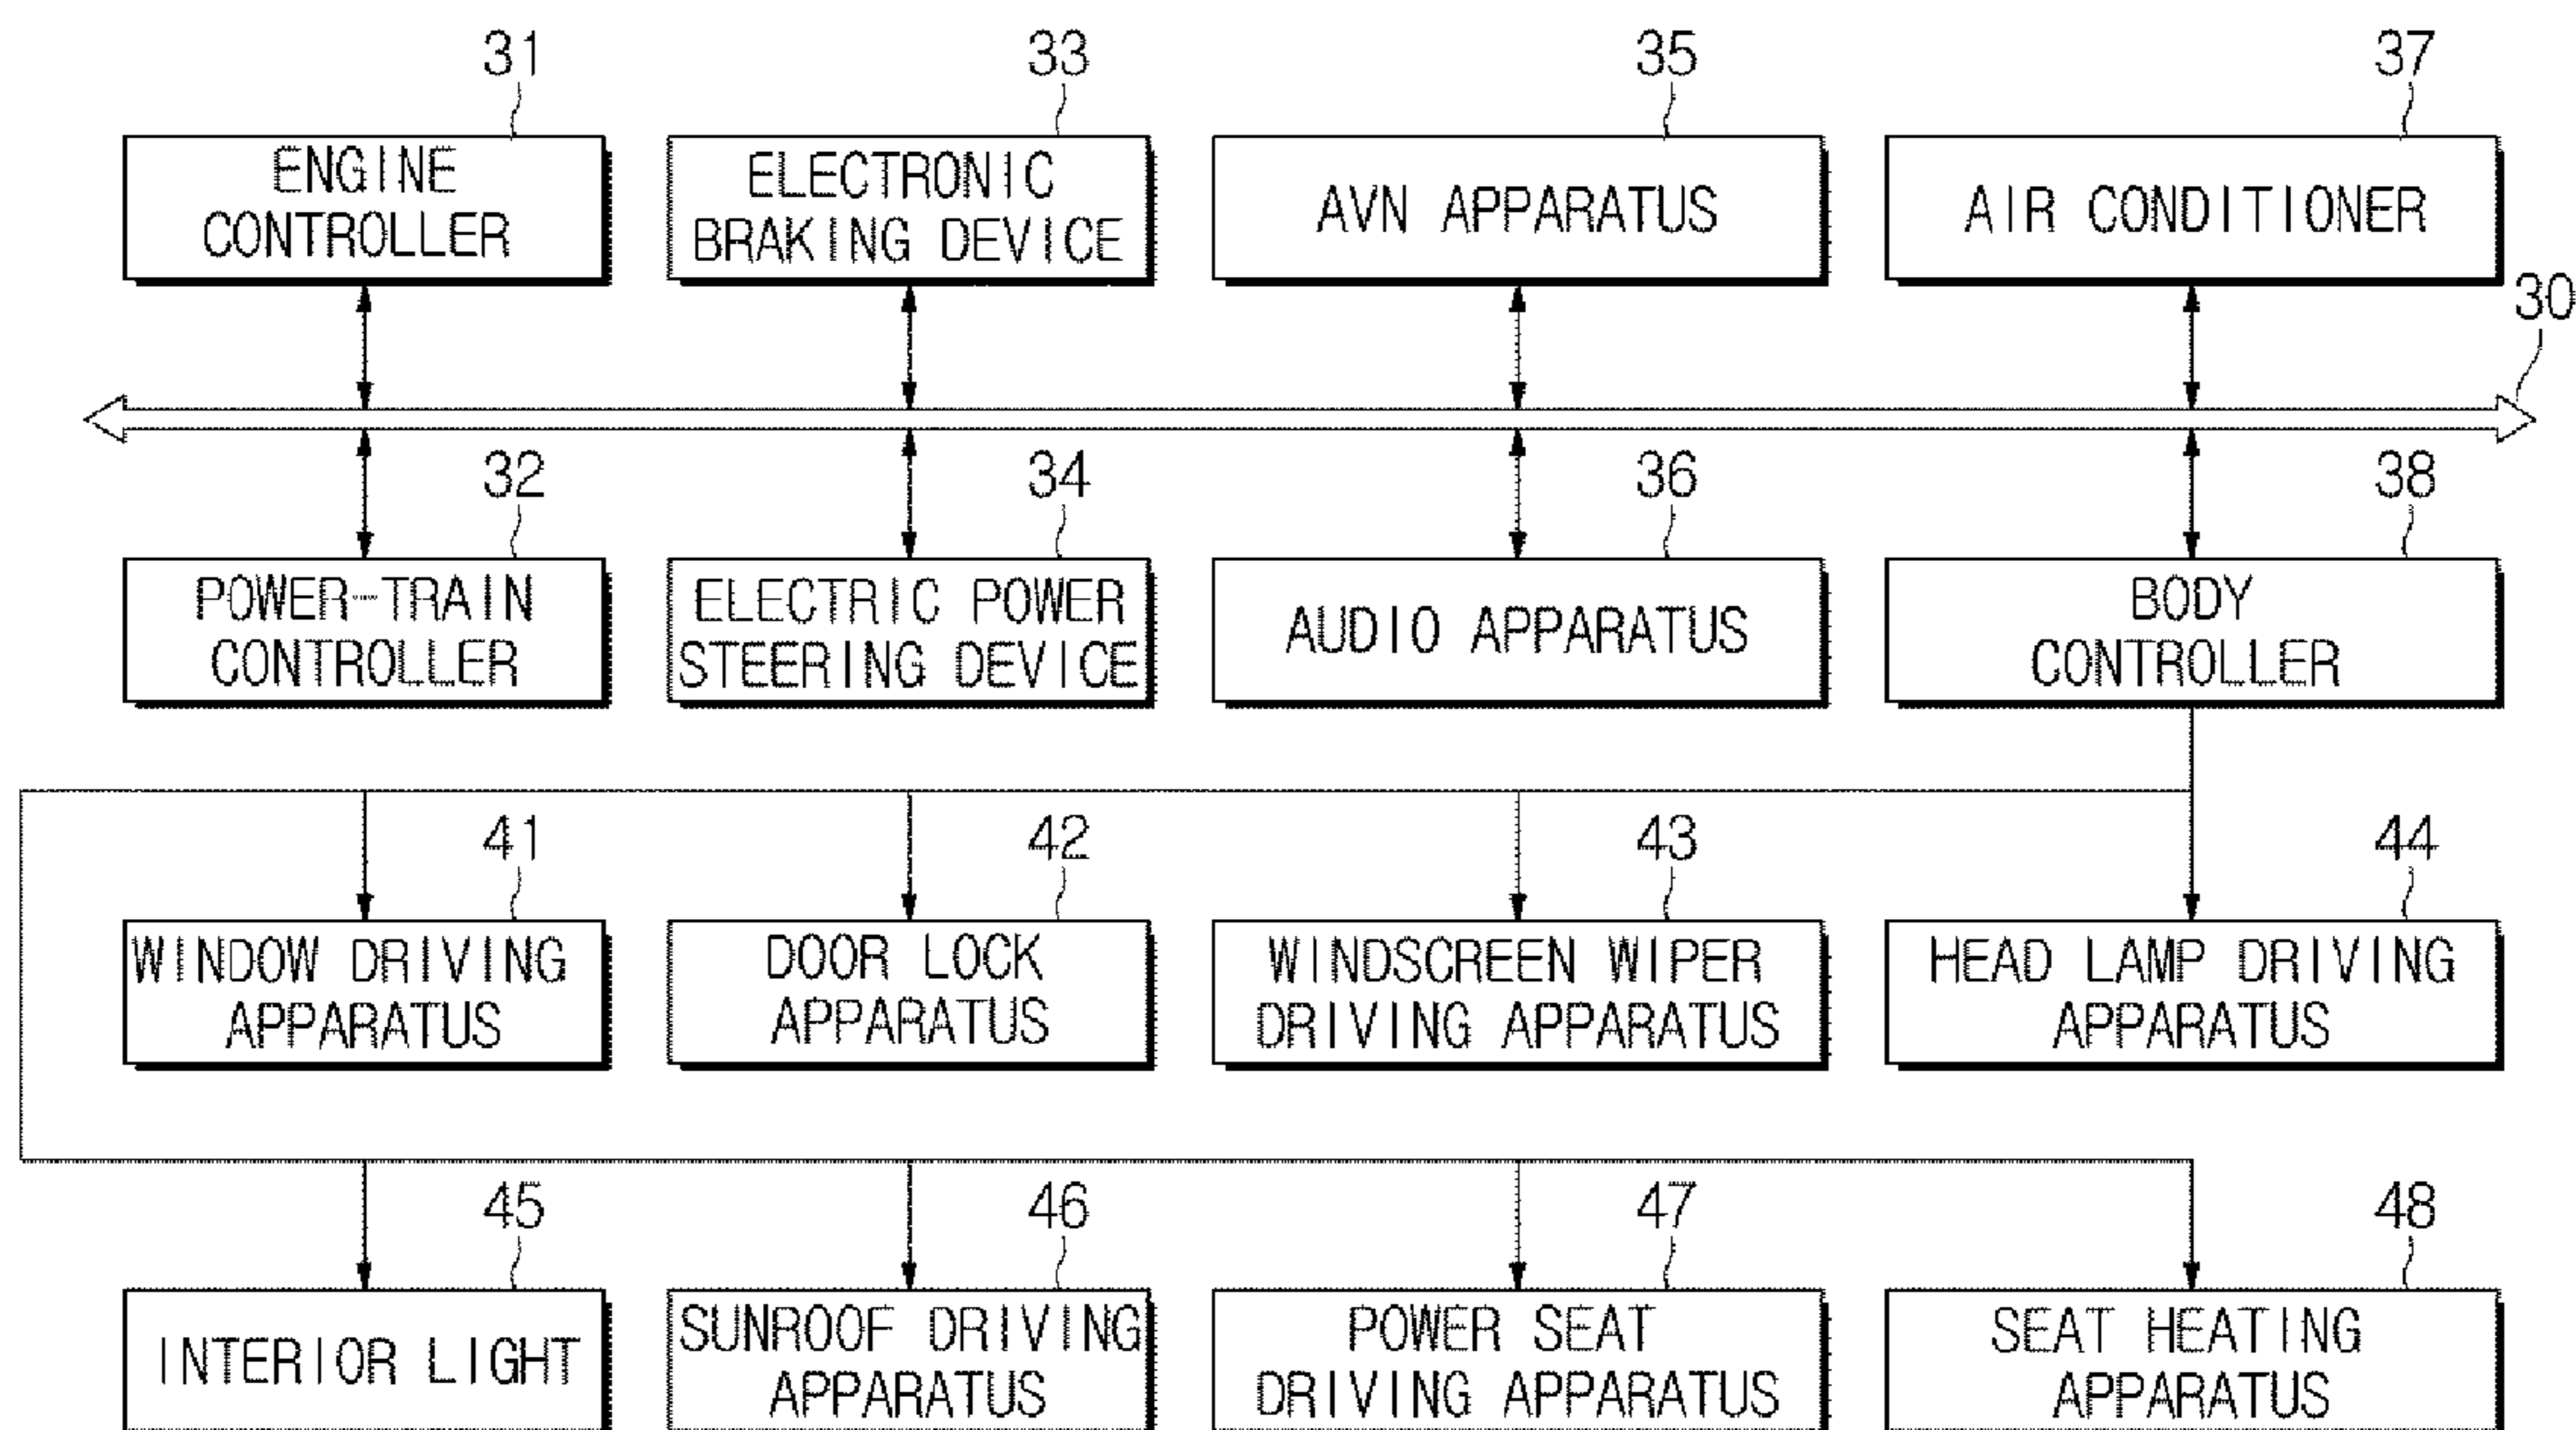 31 33 35 37
ENGINE CONTROLLER
ELECTRONIC BRAKING DEVICE
AVN APPARATUS
AIR CONDITIONER
30
32 34 36 38
POWER-TRAIN CONTROLLER
ELECTRIC POWER STEERING DEVICE
AUDIO APPARATUS
BODY CONTROLLER
41 42 43 44
WINDOW DRIVING APPARATUS
DOOR LOCK APPARATUS
WINDSCREEN WIPER DRIVING APPARATUS
HEAD LAMP DRIVING APPARATUS
45 46 47 48
INTERIOR LIGHT
SUNROOF DRIVING APPARATUS
POWER SEAT DRIVING APPARATUS
SEAT HEATING APPARATUS